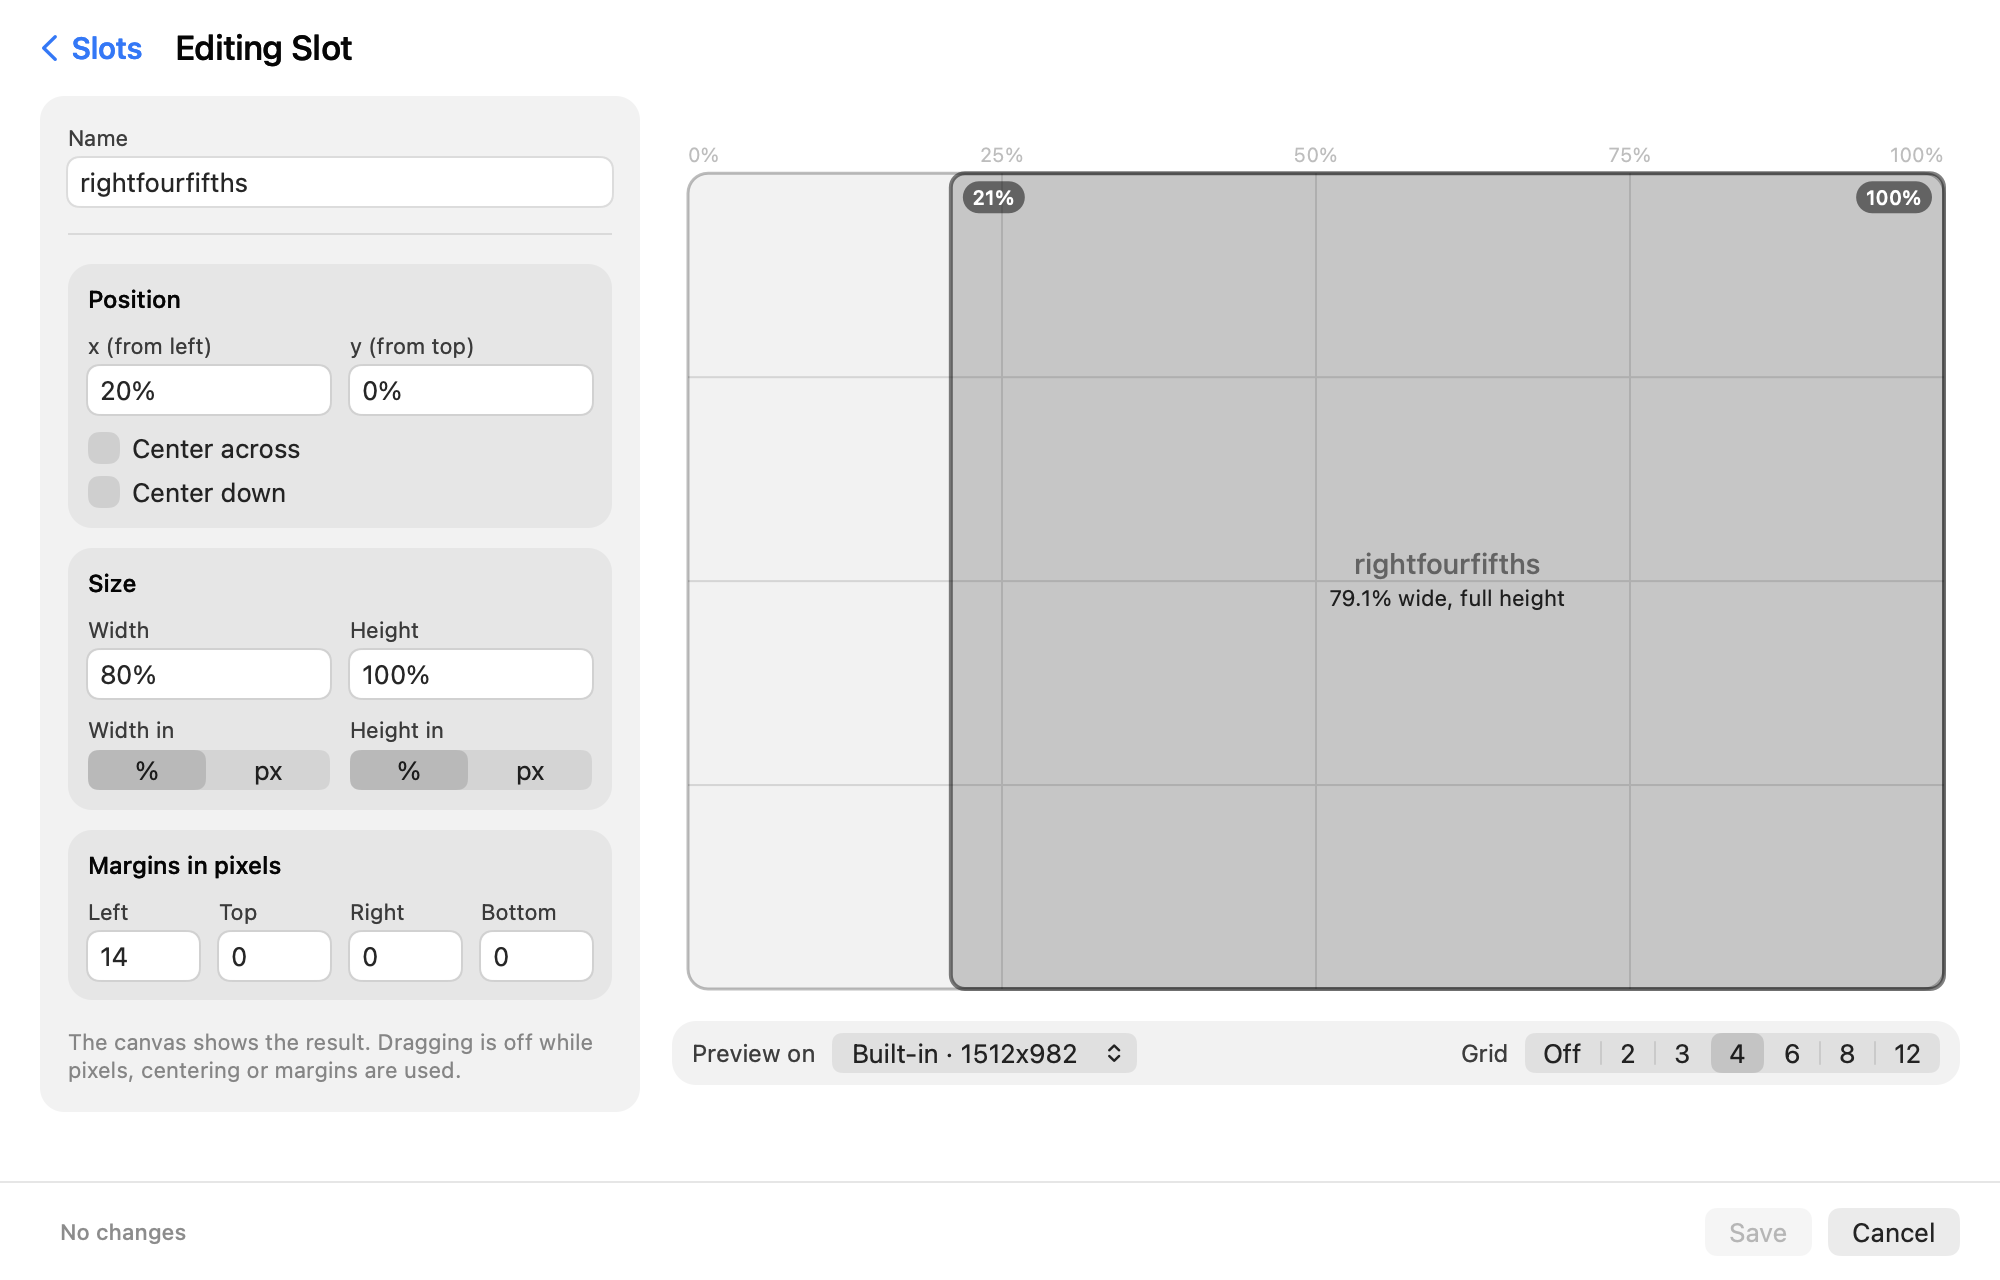 Slots Editing Slot
Name
rightfourfifths
Position
x (from left) y (from top)
20% 0%
Center across
Center down
Size
Width Height
80% 100%
Width in Height in
% px % px
Margins in pixels
Left Top Right Bottom
14 0 0 0
The canvas shows the result. Dragging is off while
pixels, centering or margins are used.
0% 25% 50% 75% 100%
21% 100%
rightfourfifths
79.1% wide, full height
Preview on Built-in · 1512x982 Grid Off 2 3 4 6 8 12
No changes Save Cancel